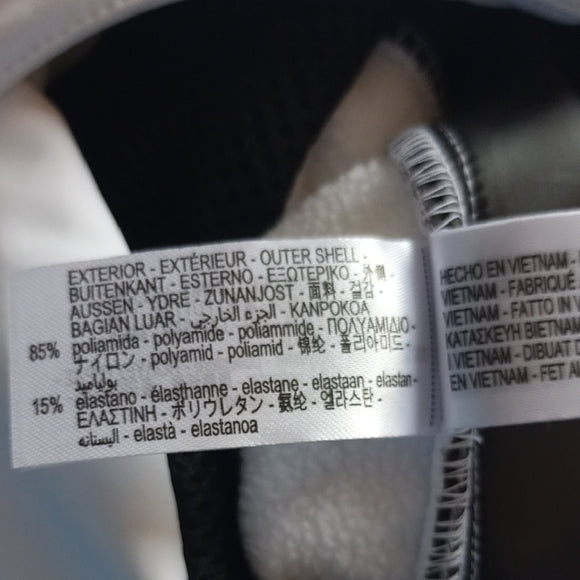 EXTERIOR - EXTÉRIEUR - OUTER SHELL -
BUITENKANT - ESTERNO - ΕΞΩΤΕΡΙΚΟ - 外側
AUSSEN - YDRE - ZUNANJOST - 面料 - 겉감
BAGIAN LUAR - الجزء الخارجي - KANPOKOA
85% poliamida - polyamide - poliammide - ΠΟΛΥΑΜΙΔΙΟ -
ナイロン - polyamid - poliamid - 锦纶 - 폴리아미드 -
بولياميد
15% elastano - élasthanne - elastane - elastaan - elastan -
ΕΛΑΣΤΙΝΗ - ポリウレタン - 氨纶 - 엘라스탄 -
اليستانه - elastà - elastanoa
HECHO EN VIETNAM -
VIETNAM - FABRIQUÉ
VIETNAM - FATTO IN V
ΚΑΤΑΣΚΕΥΗ ΒΙΕΤΝΑΜ
VIETNAM - DIBUAT D
EN VIETNAM - FET A